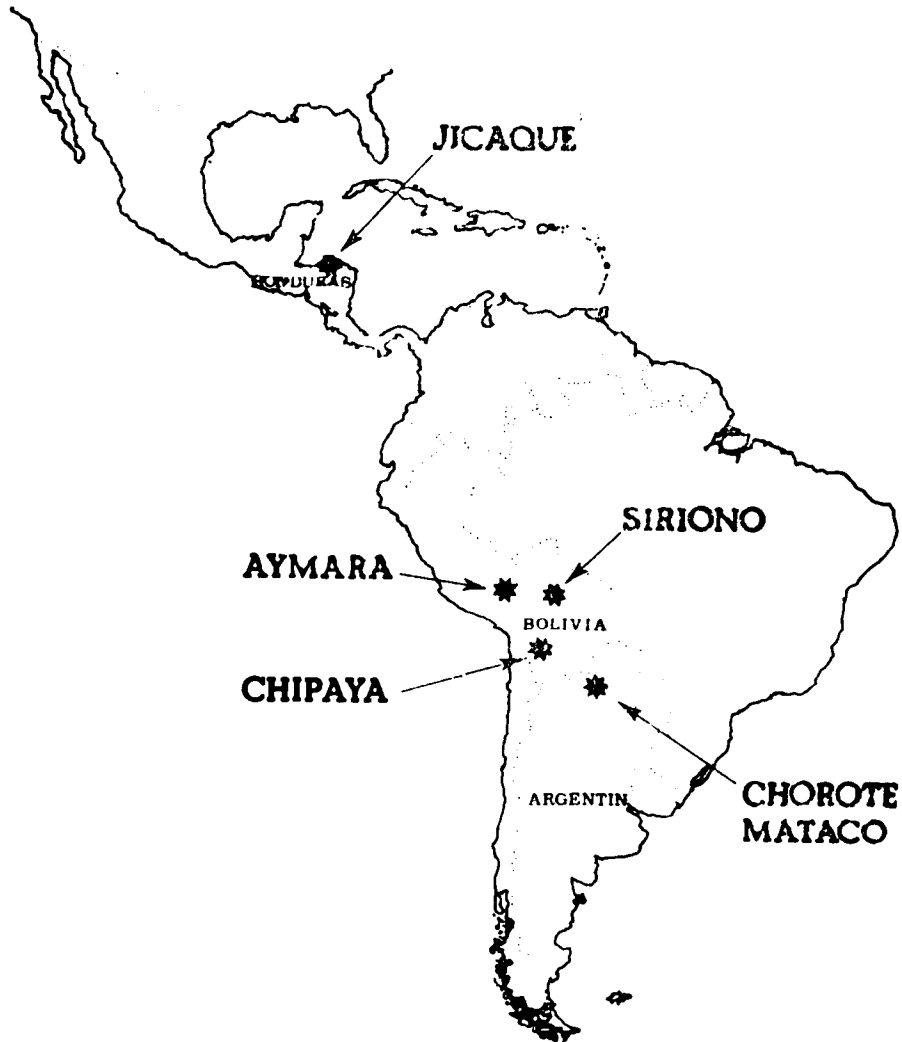 JICAQUE
HONDURAS
SIRIONO
AYMARA
BOLIVIA
CHIPAYA
ARGENTIN
CHOROTE
MATACO